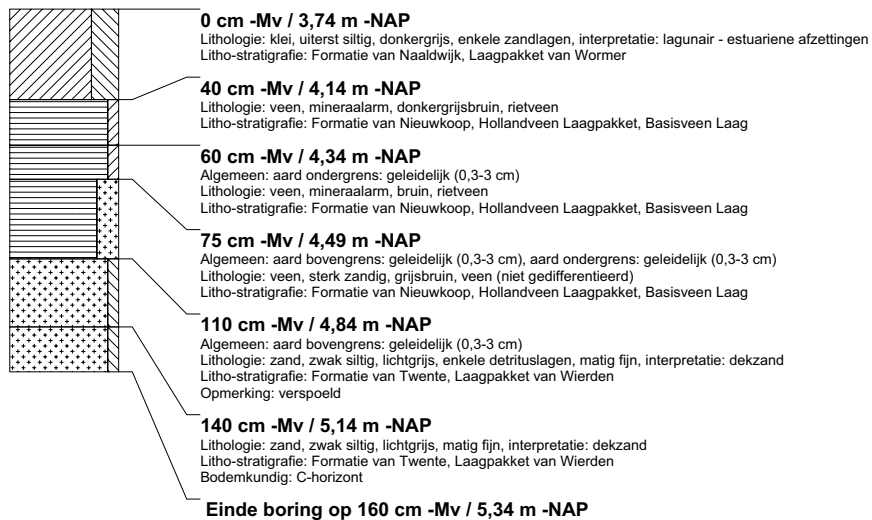 0 cm -Mv / 3,74 m -NAP
Lithologie: klei, uiterst siltig, donkergrijs, enkele zandlagen, interpretatie: lagunair - estuariene afzettingen
Litho-stratigrafie: Formatie van Naaldwijk, Laagpakket van Wormer
40 cm -Mv / 4,14 m -NAP
Lithologie: veen, mineraalarm, donkergrijsbruin, rietveen
Litho-stratigrafie: Formatie van Nieuwkoop, Hollandveen Laagpakket, Basisveen Laag
60 cm -Mv / 4,34 m -NAP
Algemeen: aard ondergrens: geleidelijk (0,3-3 cm)
Lithologie: veen, mineraalarm, bruin, rietveen
Litho-stratigrafie: Formatie van Nieuwkoop, Hollandveen Laagpakket, Basisveen Laag
75 cm -Mv / 4,49 m -NAP
Algemeen: aard bovengrens: geleidelijk (0,3-3 cm), aard ondergrens: geleidelijk (0,3-3 cm)
Lithologie: veen, sterk zandig, grijsbruin, veen (niet gedifferentieerd)
Litho-stratigrafie: Formatie van Nieuwkoop, Hollandveen Laagpakket, Basisveen Laag
110 cm -Mv / 4,84 m -NAP
Algemeen: aard bovengrens: geleidelijk (0,3-3 cm)
Lithologie: zand, zwak siltig, lichtgrijs, enkele detrituslagen, matig fijn, interpretatie: dekzand
Litho-stratigrafie: Formatie van Twente, Laagpakket van Wierden
Opmerking: verspoeld
140 cm -Mv / 5,14 m -NAP
Lithologie: zand, zwak siltig, lichtgrijs, matig fijn, interpretatie: dekzand
Litho-stratigrafie: Formatie van Twente, Laagpakket van Wierden
Bodemkundig: C-horizont
Einde boring op 160 cm -Mv / 5,34 m -NAP